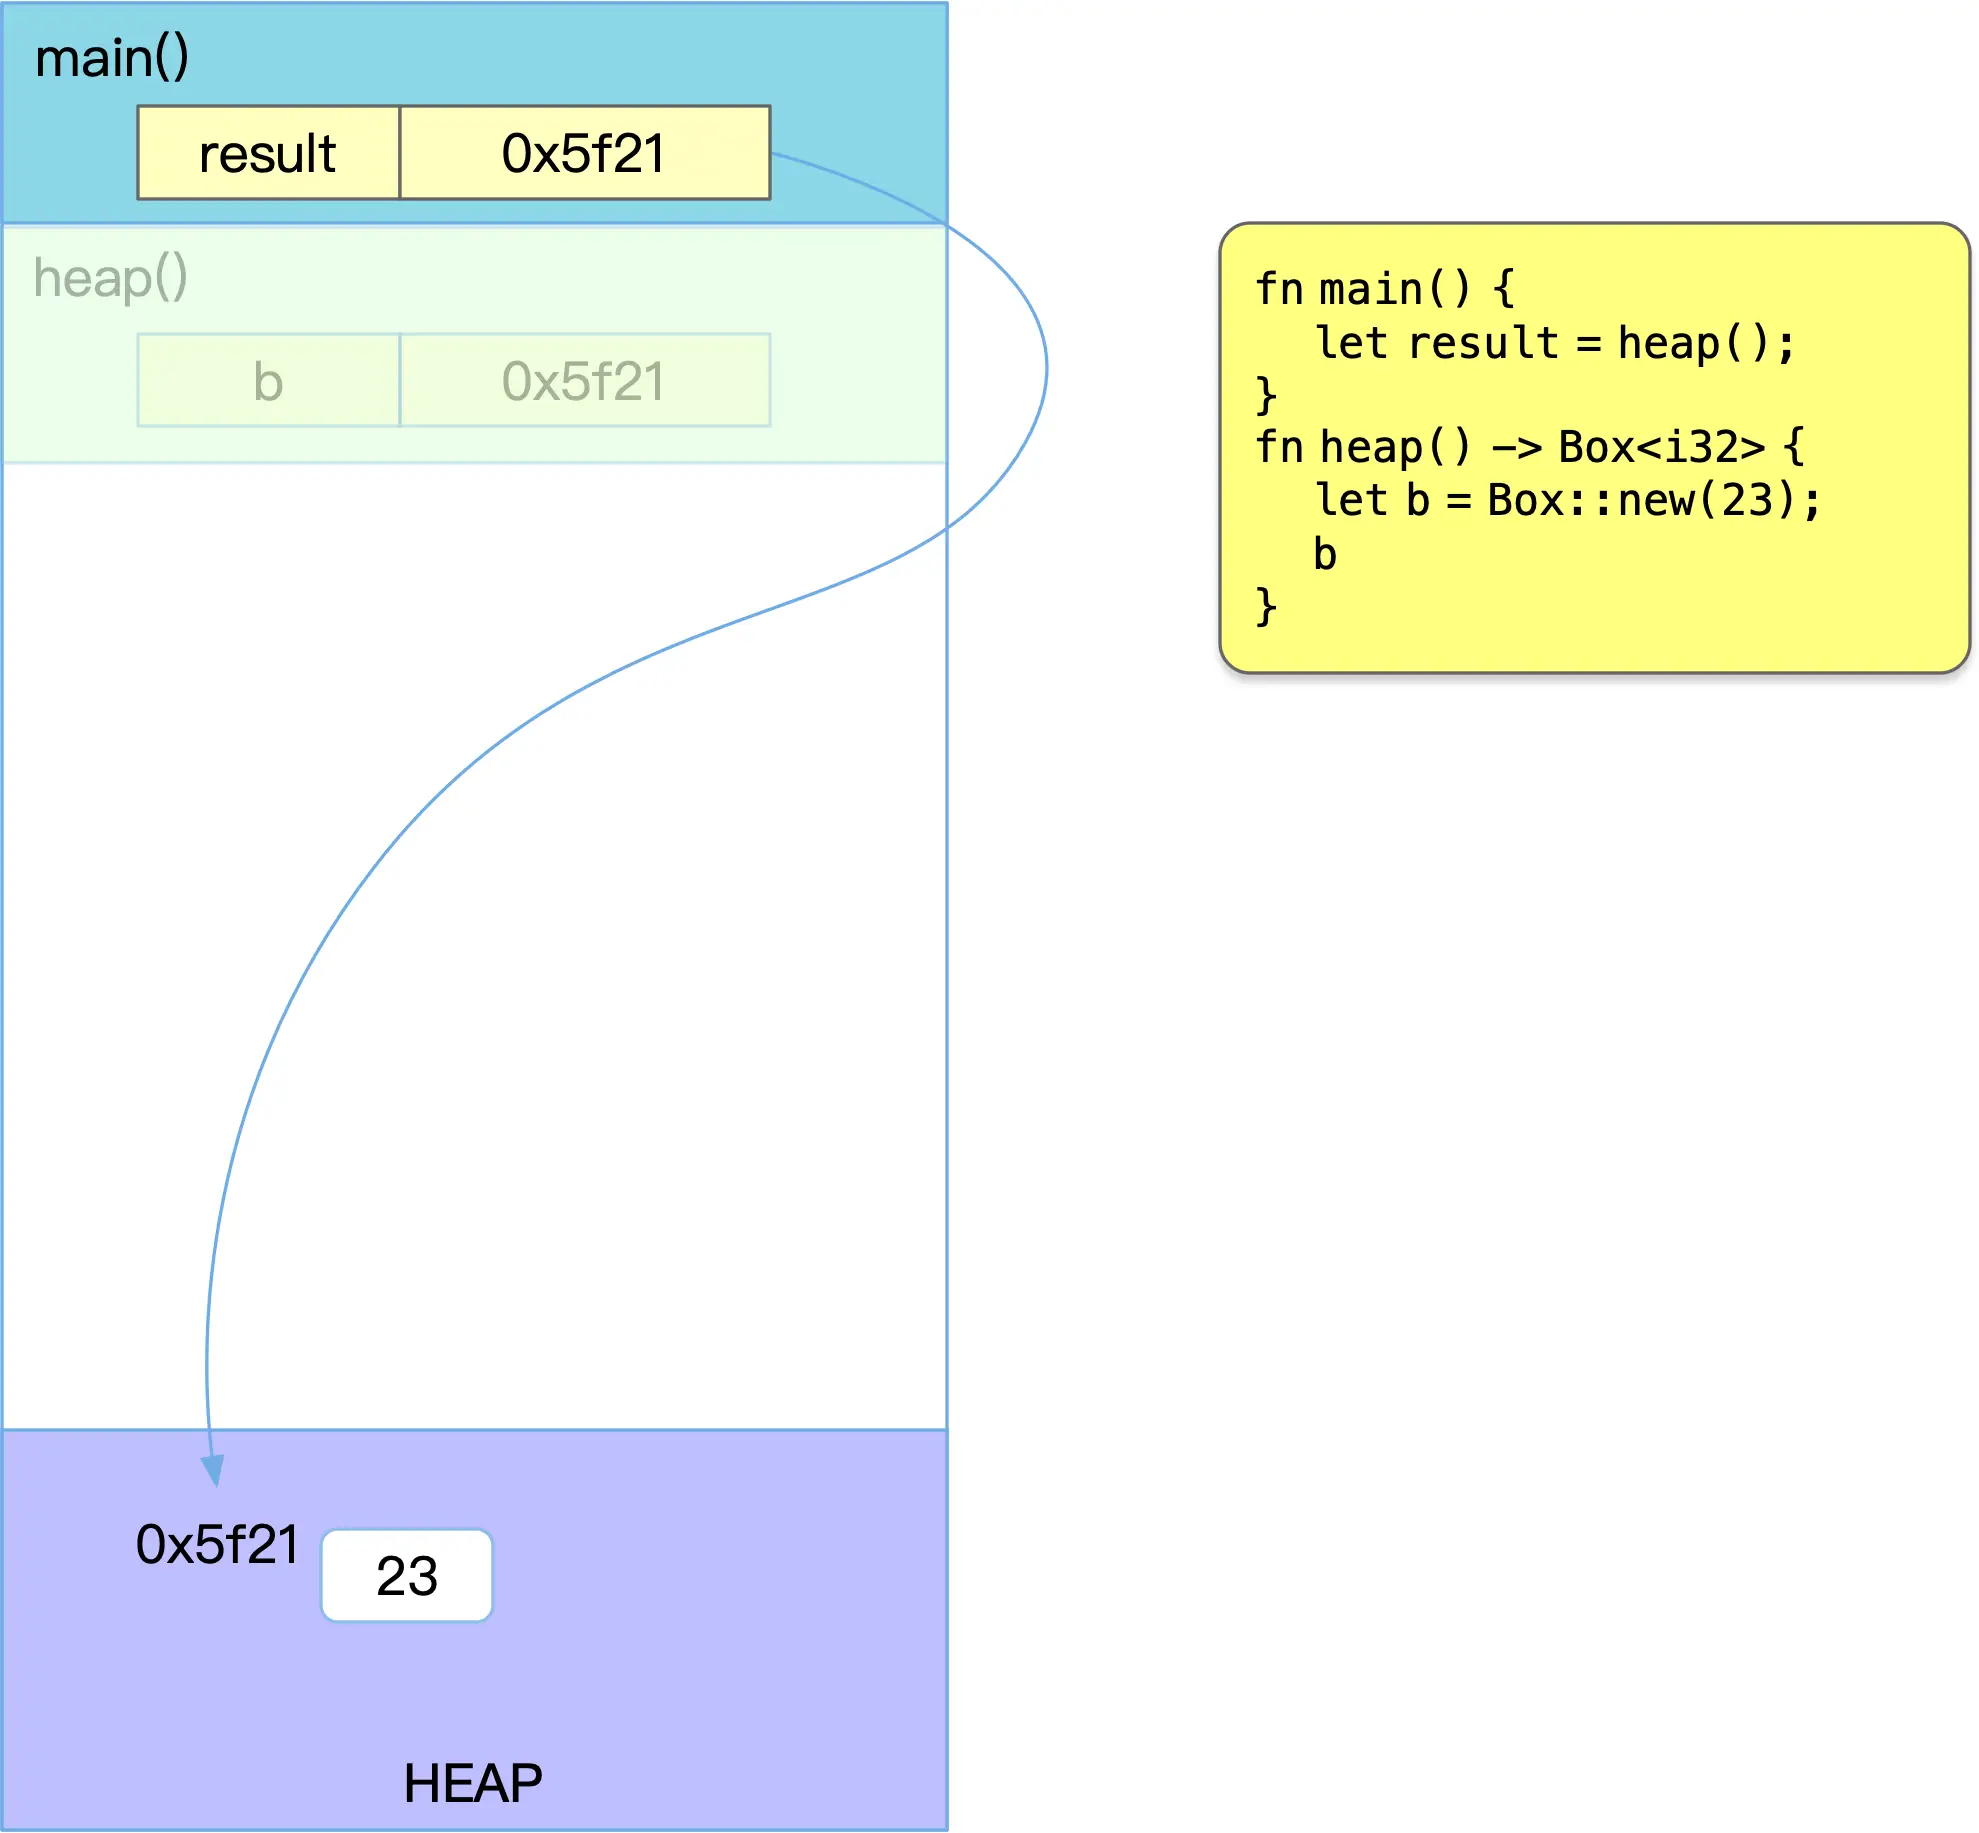 main()
result 0x5f21
heap()
b 0x5f21
fn main() {
let result = heap();
}
fn heap() -> Box<i32> {
let b = Box::new(23);
b
}
0x5f21 23
HEAP